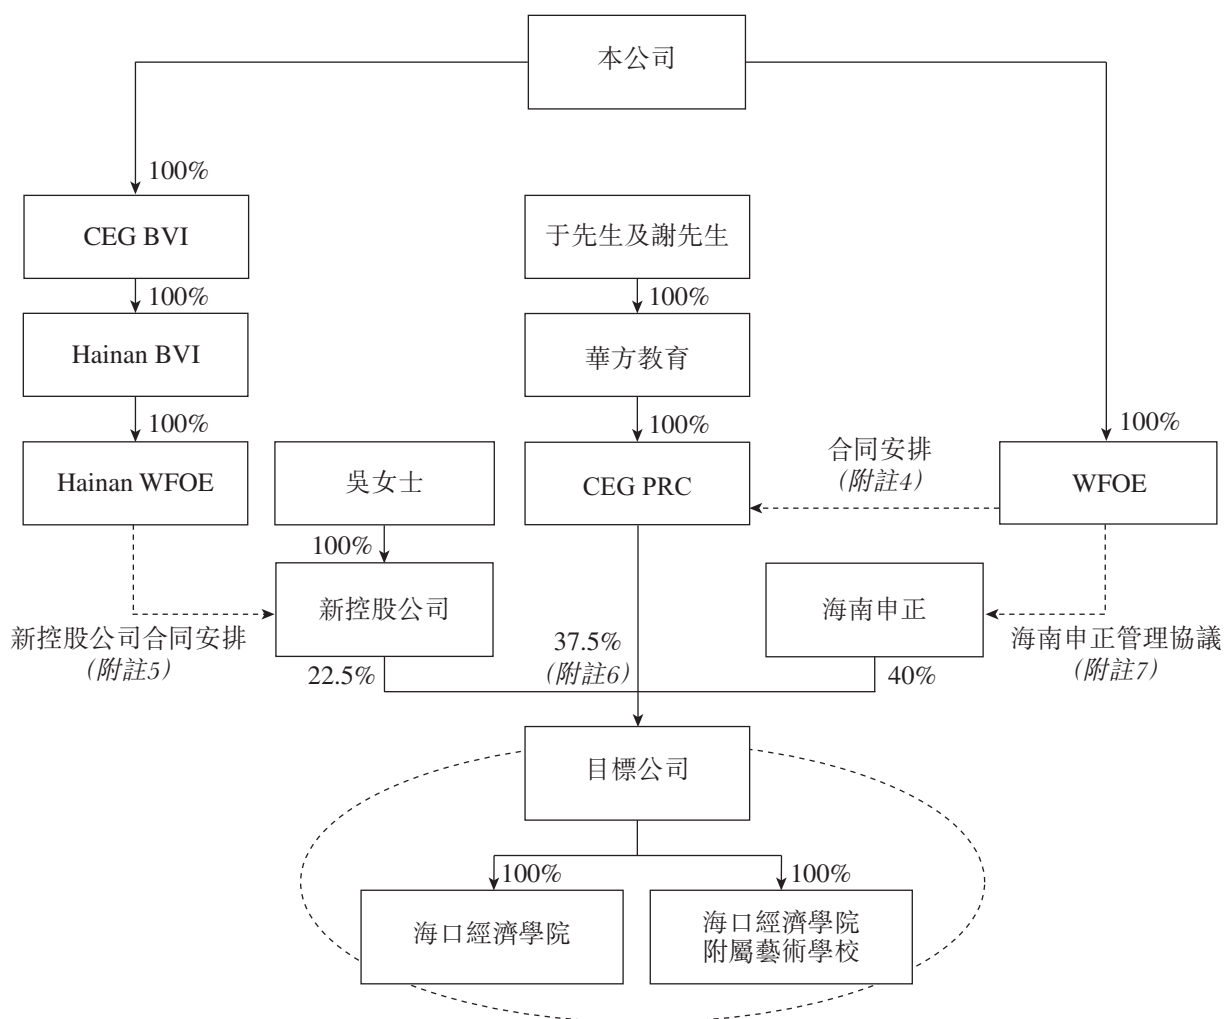 本公司
100%
CEG BVI
于先生及謝先生
100%
100%
Hainan BVI
華方教育
100%
100%
100%
Hainan WFOE
吳女士
CEG PRC
合同安排
(附註4)
WFOE
100%
新控股公司
海南申正
新控股公司合同安排
(附註5)
22.5%
37.5%
(附註6)
40%
海南申正管理協議
(附註7)
目標公司
100%
100%
海口經濟學院
海口經濟學院
附屬藝術學校